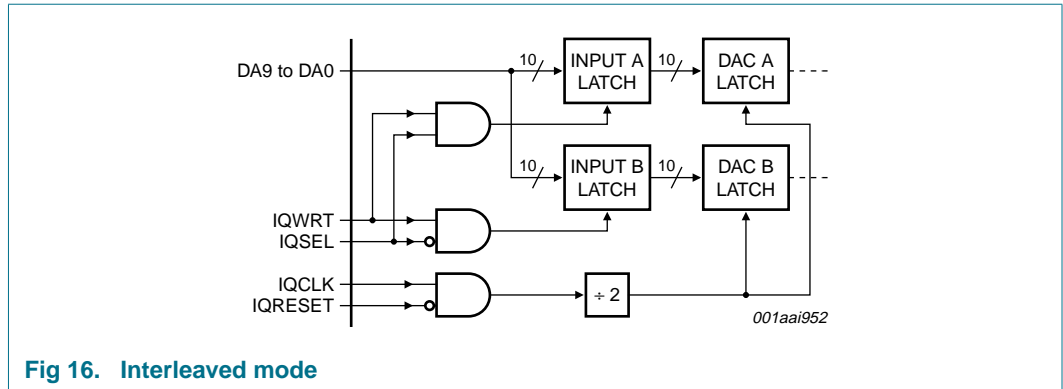 DA9 to DA0
10
INPUT A
LATCH
10
DAC A
LATCH
10
INPUT B
LATCH
10
DAC B
LATCH
IQWRT
IQSEL
IQCLK
IQRESET
÷ 2
001aai952
Fig 16. Interleaved mode